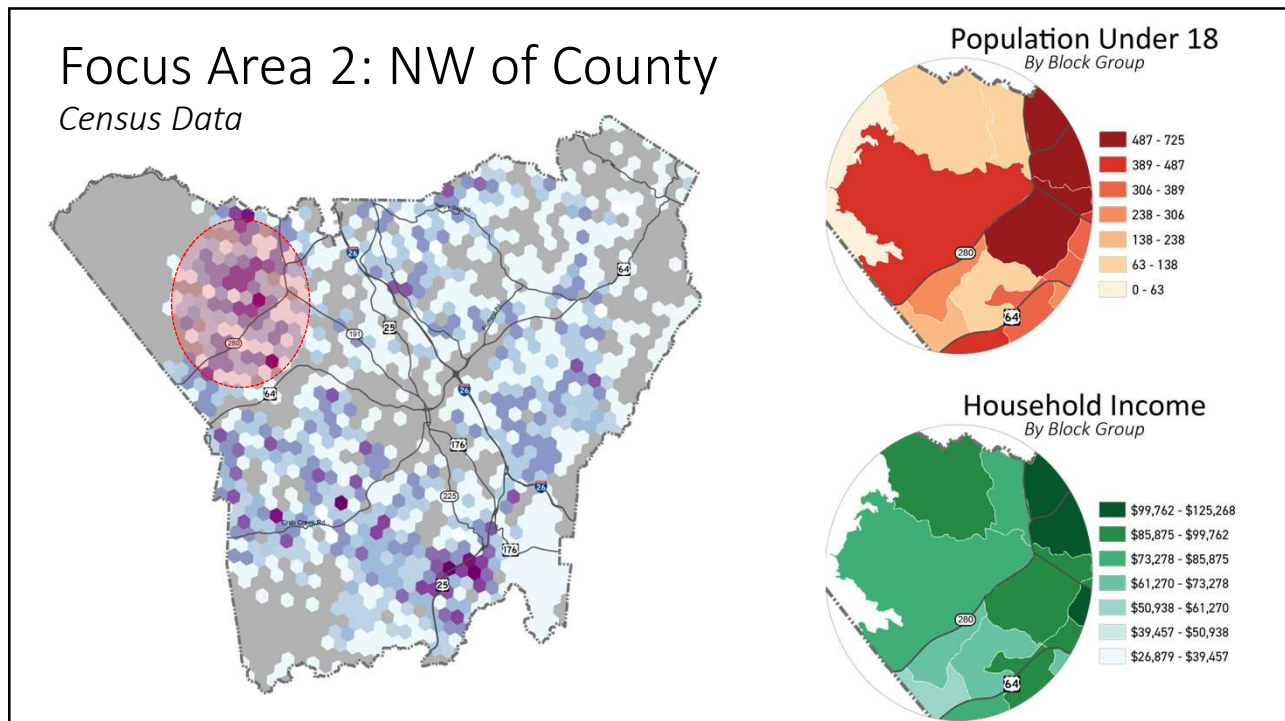 Focus Area 2: NW of County
Census Data
26
64
25
191
280
64
26
176
225
26
Crab Creek Rd.
176
25
Population Under 18
By Block Group
487 - 725
389 - 487
306 - 389
238 - 306
138 - 238
63 - 138
0 - 63
280
64
Household Income
By Block Group
$99,762 - $125,268
$85,875 - $99,762
$73,278 - $85,875
$61,270 - $73,278
$50,938 - $61,270
$39,457 - $50,938
$26,879 - $39,457
280
64